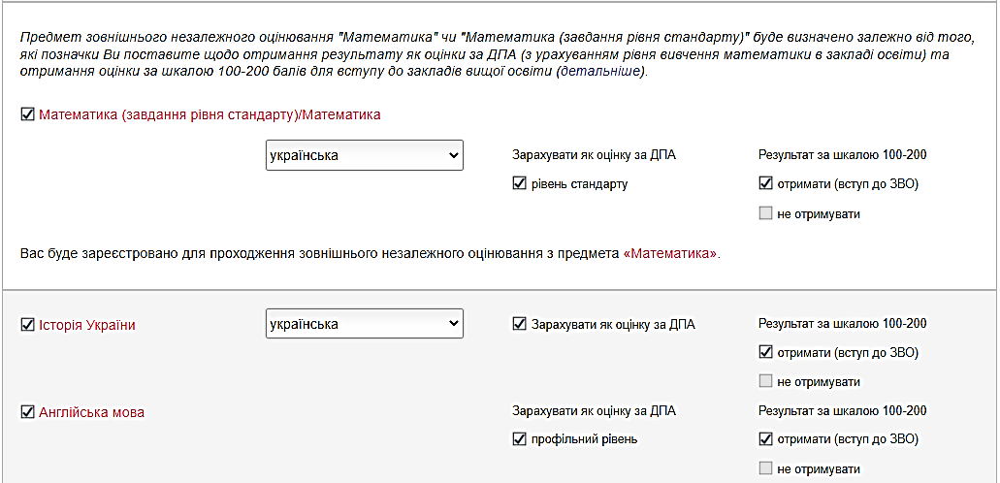 Предмет зовнішнього незалежного оцінювання "Математика" чи "Математика (завдання рівня стандарту)" буде визначено залежно від того,
які позначки Ви поставите щодо отримання результату як оцінки за ДПА (з урахуванням рівня вивчення математики в закладі освіти) та
отримання оцінки за шкалою 100-200 балів для вступу до закладів вищої освіти (детальніше).
Математика (завдання рівня стандарту)/Математика
українська Зарахувати як оцінку за ДПА Результат за шкалою 100-200
рівень стандарту отримати (вступ до ЗВО)
не отримувати
Вас буде зареєстровано для проходження зовнішнього незалежного оцінювання з предмета «Математика».
Історія України українська Зарахувати як оцінку за ДПА Результат за шкалою 100-200
отримати (вступ до ЗВО)
не отримувати
Англійська мова Зарахувати як оцінку за ДПА Результат за шкалою 100-200
профільний рівень отримати (вступ до ЗВО)
не отримувати